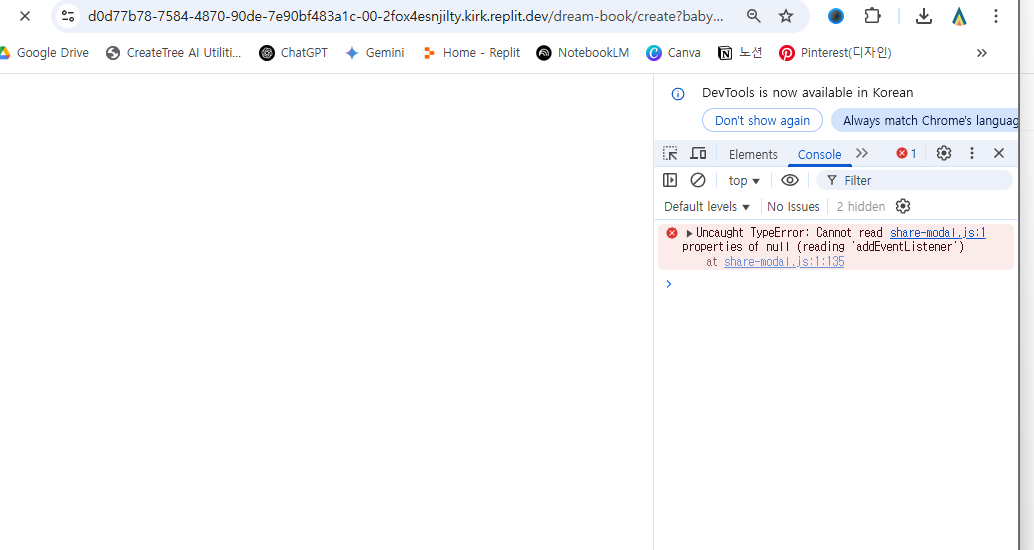 d0d77b78-7584-4870-90de-7e90bf483a1c-00-2fox4esnjilty.kirk.replit.dev/dream-book/create?baby...
Google Drive CreateTree AI Utiliti... ChatGPT Gemini Home - Replit NotebookLM Canva 노션 Pinterest(디자인)
DevTools is now available in Korean
Don't show again Always match Chrome's languag
Elements Console 1
top Filter
Default levels No Issues 2 hidden
Uncaught TypeError: Cannot read share-modal.js:1
properties of null (reading 'addEventListener')
at share-modal.js:1:135